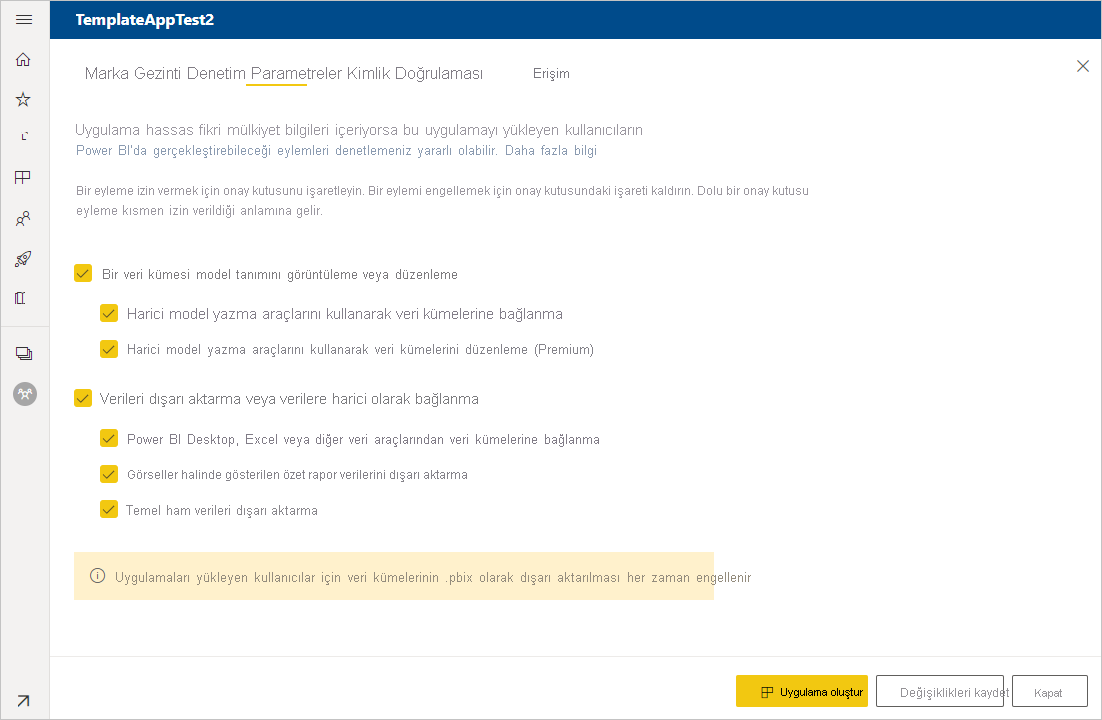 TemplateAppTest2
Marka Gezinti Denetim Parametreler Kimlik Doğrulaması Erişim
Uygulama hassas fikri mülkiyet bilgileri içeriyorsa bu uygulamayı yükleyen kullanıcıların
Power BI'da gerçekleştirebileceği eylemleri denetlemeniz yararlı olabilir. Daha fazla bilgi
Bir eyleme izin vermek için onay kutusunu işaretleyin. Bir eylemi engellemek için onay kutusundaki işareti kaldırın. Dolu bir onay kutusu
eyleme kısmen izin verildiği anlamına gelir.
Bir veri kümesi model tanımını görüntüleme veya düzenleme
Harici model yazma araçlarını kullanarak veri kümelerine bağlanma
Harici model yazma araçlarını kullanarak veri kümelerini düzenleme (Premium)
Verileri dışarı aktarma veya verilere harici olarak bağlanma
Power BI Desktop, Excel veya diğer veri araçlarından veri kümelerine bağlanma
Görseller halinde gösterilen özet rapor verilerini dışarı aktarma
Temel ham verileri dışarı aktarma
Uygulamaları yükleyen kullanıcılar için veri kümelerinin .pbix olarak dışarı aktarılması her zaman engellenir
Uygulama oluştur Değişiklikleri kaydet Kapat